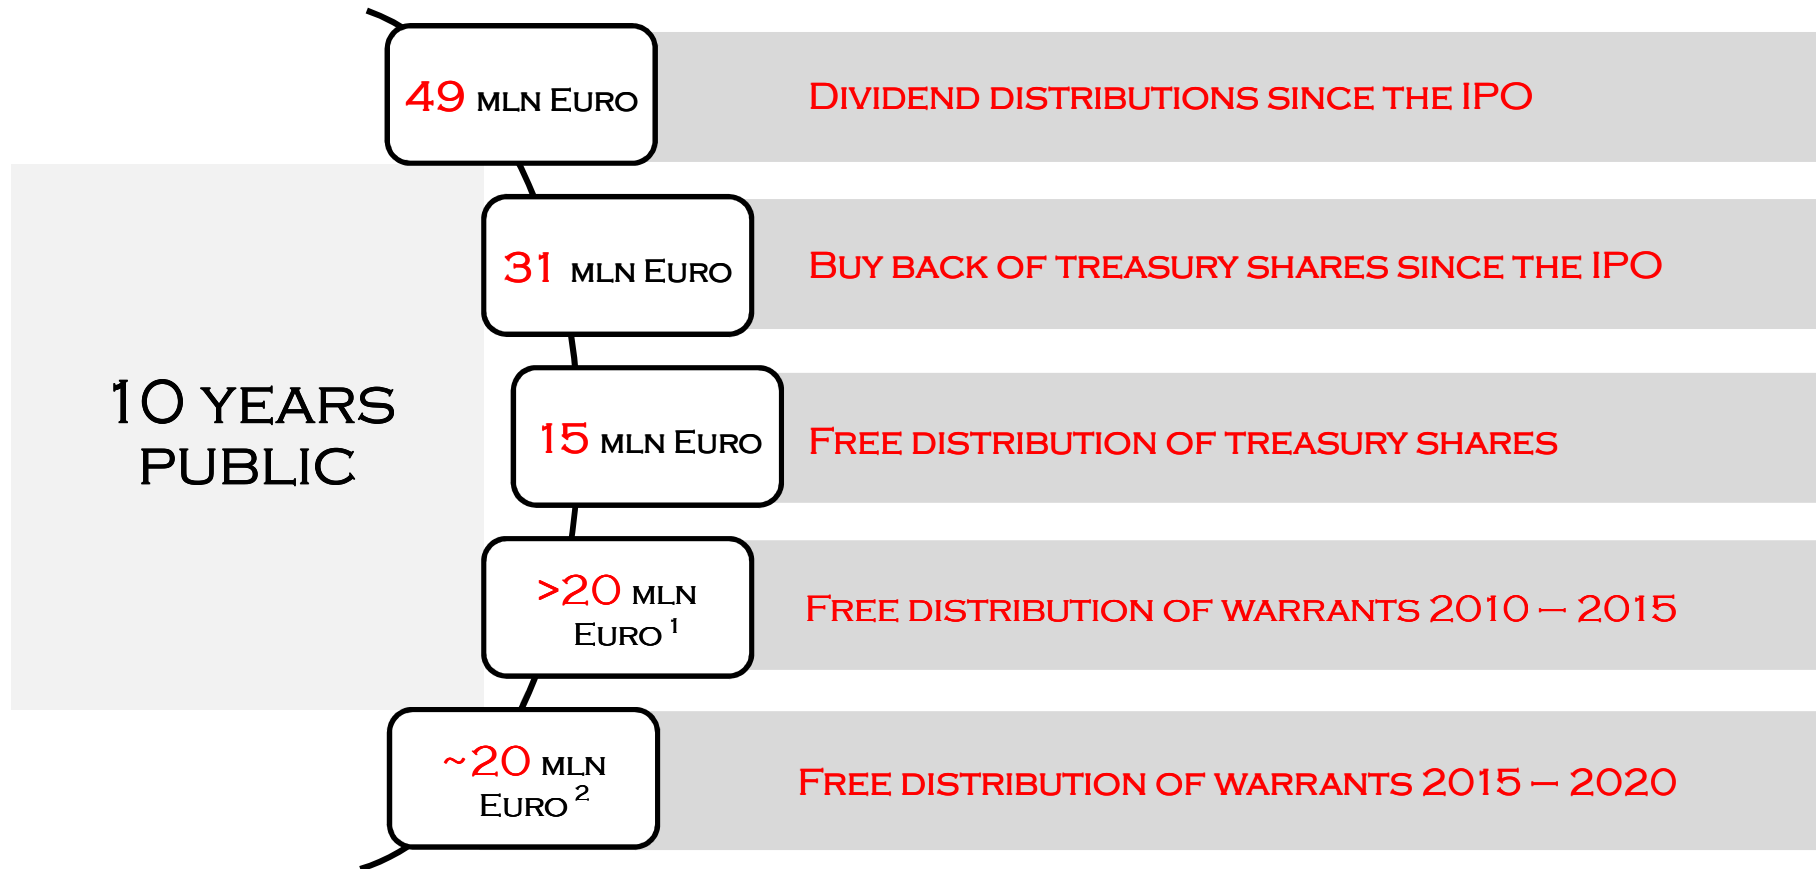 49 MLN EURO
DIVIDEND DISTRIBUTIONS SINCE THE IPO
31 MLN EURO
BUY BACK OF TREASURY SHARES SINCE THE IPO
10 YEARS
PUBLIC
15 MLN EURO
FREE DISTRIBUTION OF TREASURY SHARES
>20 MLN
EURO 1
FREE DISTRIBUTION OF WARRANTS 2010 – 2015
~20 MLN
EURO 2
FREE DISTRIBUTION OF WARRANTS 2015 – 2020